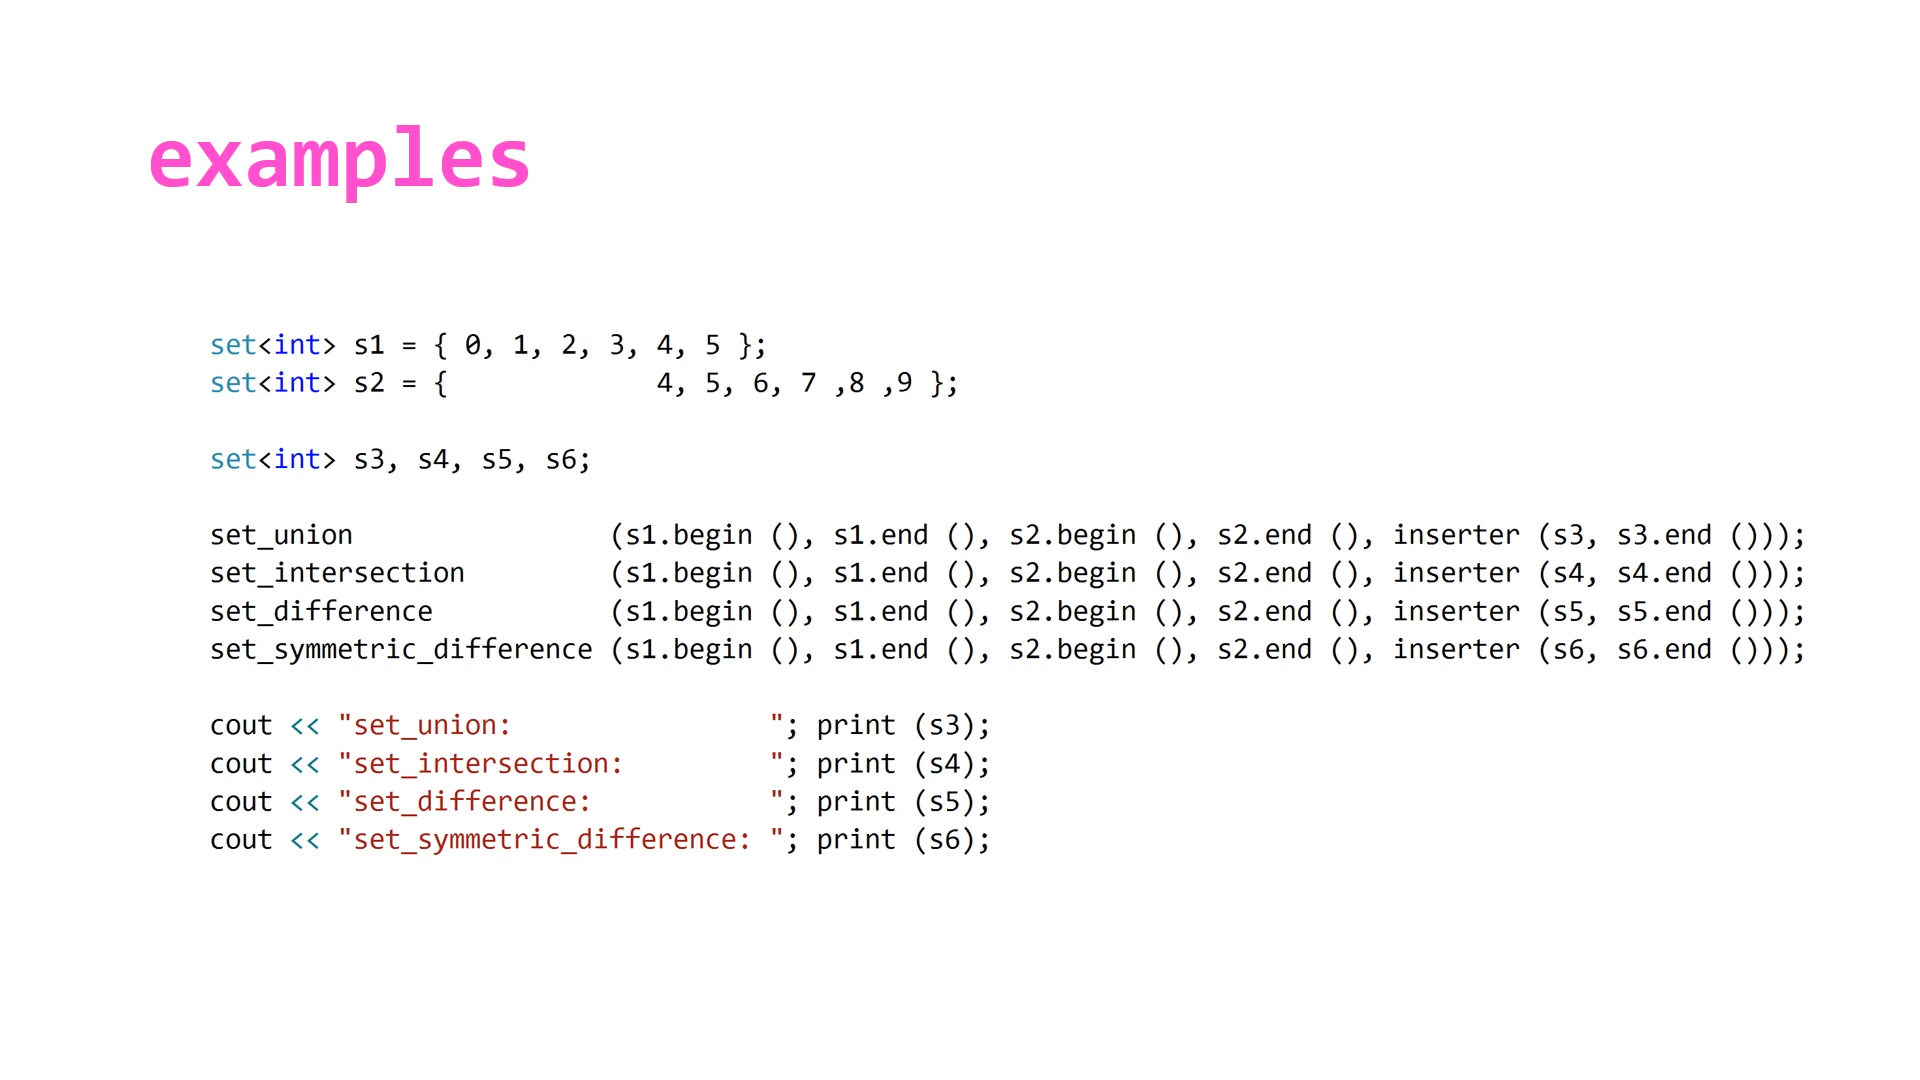 examples
set<int> s1 = { 0, 1, 2, 3, 4, 5 };
set<int> s2 = {             4, 5, 6, 7 ,8 ,9 };
set<int> s3, s4, s5, s6;
set_union                (s1.begin (), s1.end (), s2.begin (), s2.end (), inserter (s3, s3.end ()));
set_intersection         (s1.begin (), s1.end (), s2.begin (), s2.end (), inserter (s4, s4.end ()));
set_difference           (s1.begin (), s1.end (), s2.begin (), s2.end (), inserter (s5, s5.end ()));
set_symmetric_difference (s1.begin (), s1.end (), s2.begin (), s2.end (), inserter (s6, s6.end ()));
cout << "set_union:                "; print (s3);
cout << "set_intersection:         "; print (s4);
cout << "set_difference:           "; print (s5);
cout << "set_symmetric_difference: "; print (s6);